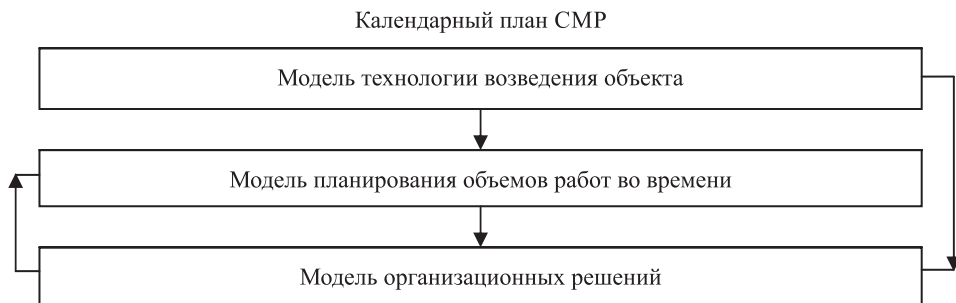 Календарный план СМР
Модель технологии возведения объекта
Модель планирования объемов работ во времени
Модель организационных решений